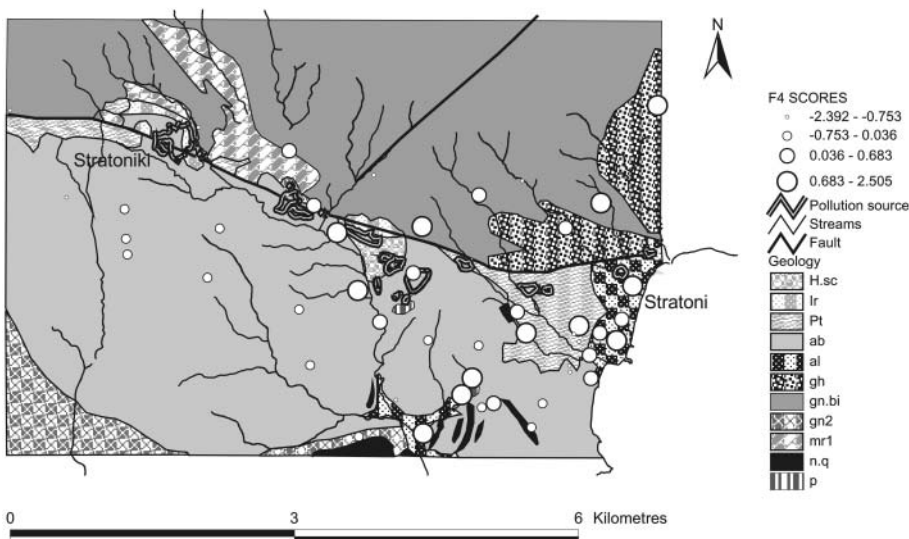 N
F4 SCORES
-2.392 - -0.753
-0.753 - 0.036
0.036 - 0.683
0.683 - 2.505
Pollution source
Streams
Fault
Geology
H.sc
lr
Pt
ab
al
gh
gn.bi
gn2
mr1
n.q
p
Stratoniki
Stratoni
0 3 6 Kilometres